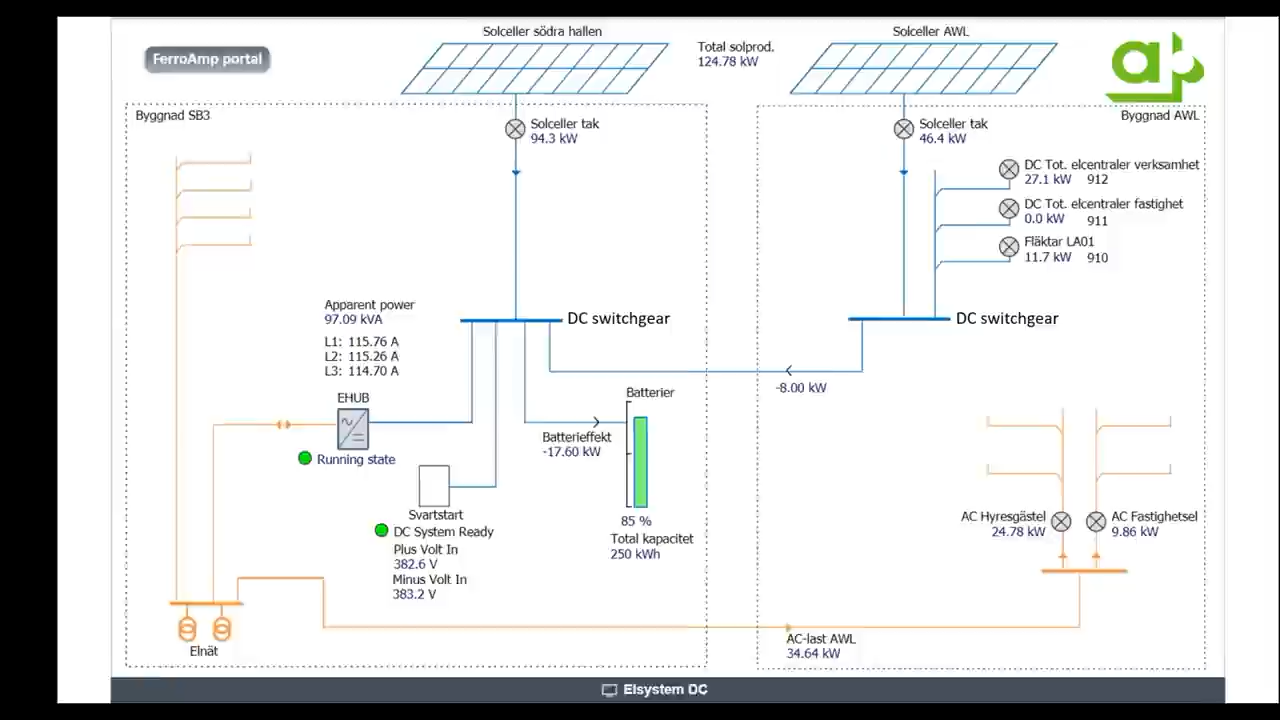 Solceller södra hallen
Solceller AWL
FerroAmp portal
Total solprod.
124.78 kW
Byggnad SB3
Byggnad AWL
Solceller tak
94.3 kW
Solceller tak
46.4 kW
DC Tot. elcentraler verksamhet
27.1 kW 912
DC Tot. elcentraler fastighet
0.0 kW 911
Fläktar LA01
11.7 kW 910
Apparent power
97.09 kVA
L1: 115.76 A
L2: 115.26 A
L3: 114.70 A
DC switchgear
DC switchgear
-8.00 kW
EHUB
Running state
Batterier
Batterieffekt
-17.60 kW
85 %
Total kapacitet
250 kWh
Svartstart
DC System Ready
Plus Volt In
382.6 V
Minus Volt In
383.2 V
AC Hyresgästel
24.78 kW
AC Fastighetsel
9.86 kW
Elnät
AC-last AWL
34.64 kW
Elsystem DC